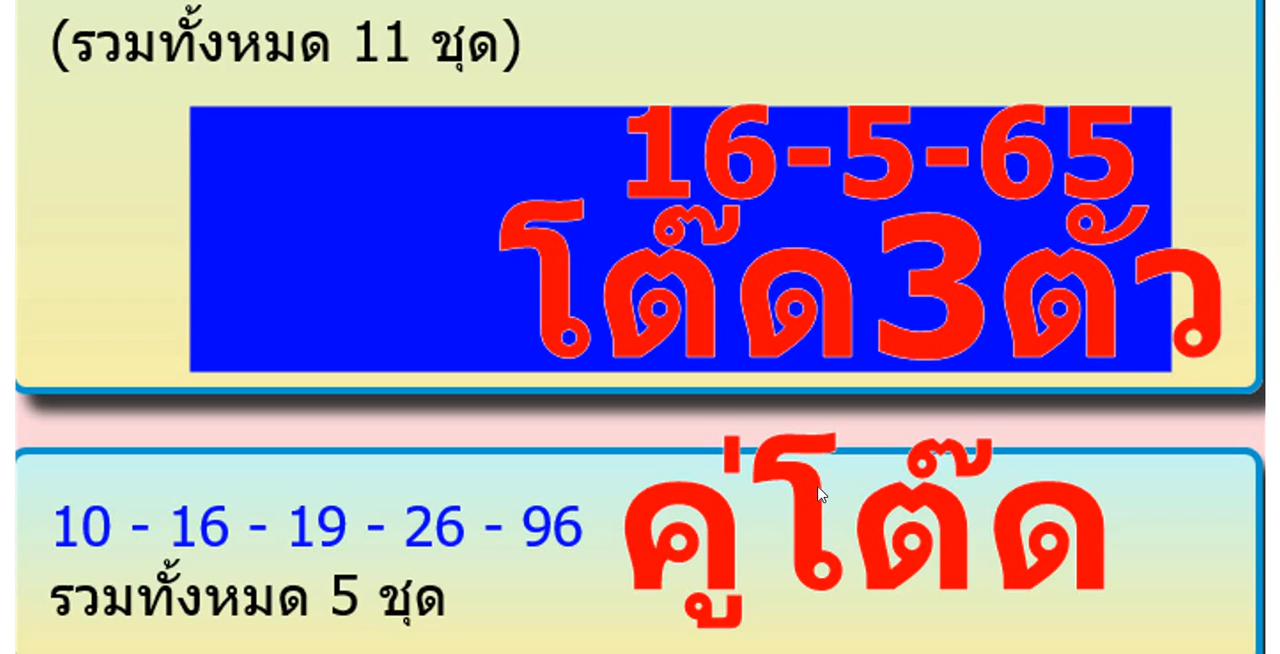 (รวมทั้งหมด 11 ชุด)
16-5-65
โต๊ด3ตัว
10 - 16 - 19 - 26 - 96
คู่โต๊ด
รวมทั้งหมด 5 ชุด